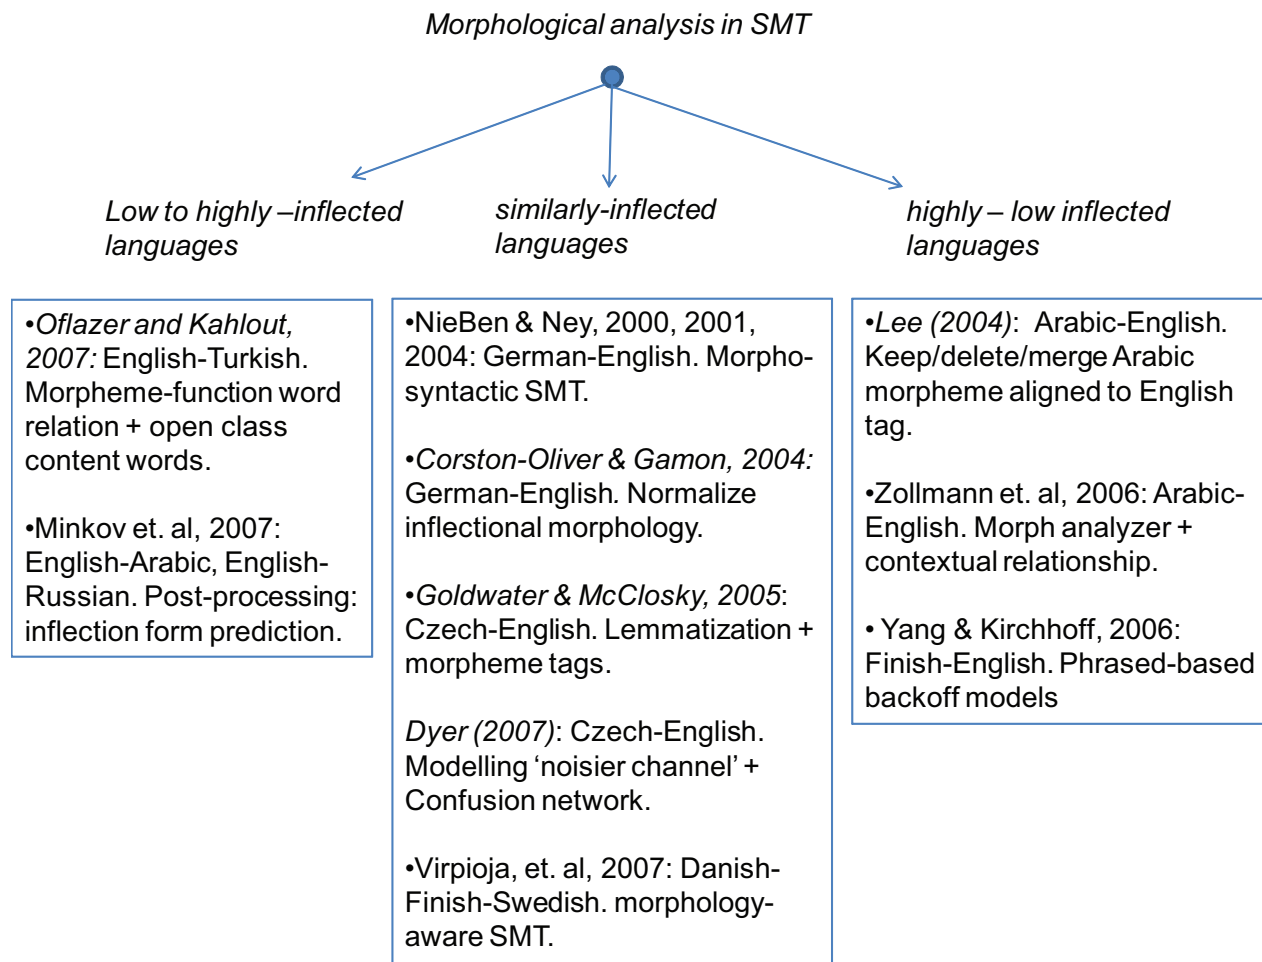 Morphological analysis in SMT
Low to highly –inflected
languages
similarly-inflected
languages
highly – low inflected
languages
•Oflazer and Kahlout,
2007: English-Turkish.
Morpheme-function word
relation + open class
content words.
•Minkov et. al, 2007:
English-Arabic, English-
Russian. Post-processing:
inflection form prediction.
•NieBen & Ney, 2000, 2001,
2004: German-English. Morpho-
syntactic SMT.
•Corston-Oliver & Gamon, 2004:
German-English. Normalize
inflectional morphology.
•Goldwater & McClosky, 2005:
Czech-English. Lemmatization +
morpheme tags.
Dyer (2007): Czech-English.
Modelling ‘noisier channel’ +
Confusion network.
•Virpioja, et. al, 2007: Danish-
Finish-Swedish. morphology-
aware SMT.
•Lee (2004): Arabic-English.
Keep/delete/merge Arabic
morpheme aligned to English
tag.
•Zollmann et. al, 2006: Arabic-
English. Morph analyzer +
contextual relationship.
• Yang & Kirchhoff, 2006:
Finish-English. Phrased-based
backoff models